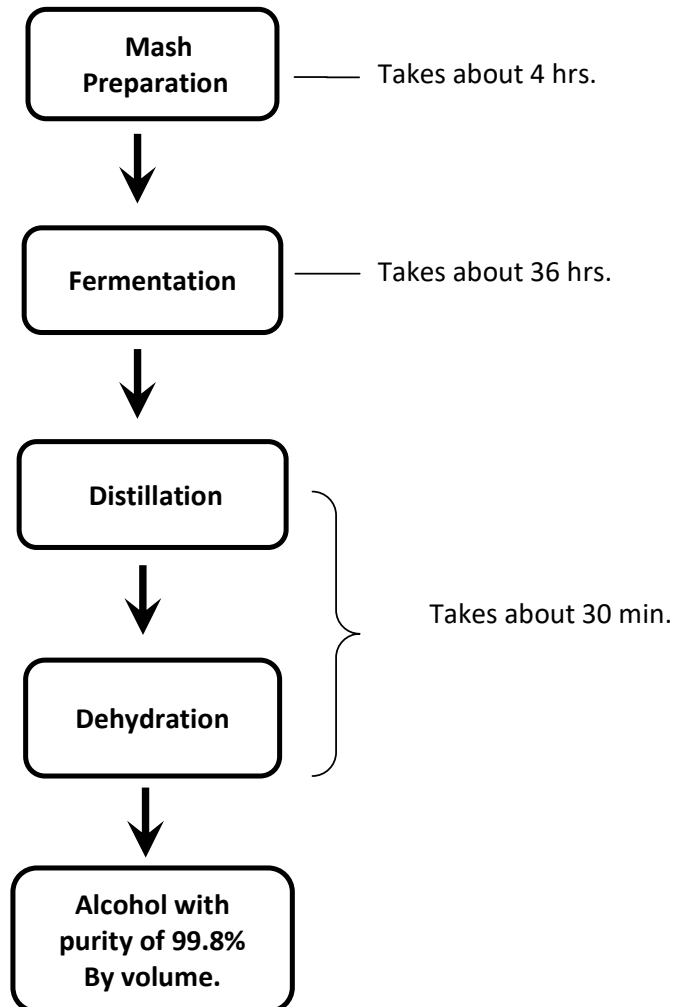 Mash
Preparation
Takes about 4 hrs.
Fermentation
Takes about 36 hrs.
Distillation
Takes about 30 min.
Dehydration
Alcohol with
purity of 99.8%
By volume.